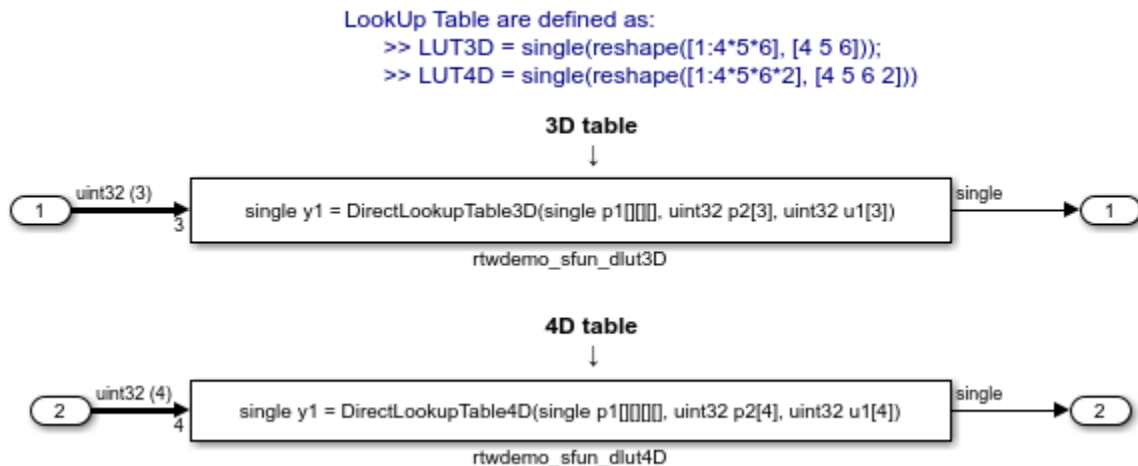 LookUp Table are defined as:
>> LUT3D = single(reshape([1:4*5*6], [4 5 6]));
>> LUT4D = single(reshape([1:4*5*6*2], [4 5 6 2]))
3D table
↓
uint32 (3)
single
1
single y1 = DirectLookupTable3D(single p1[][][], uint32 p2[3], uint32 u1[3])
1
3
rtwdemo_sfun_dlut3D
4D table
↓
uint32 (4)
single
2
single y1 = DirectLookupTable4D(single p1[][][][], uint32 p2[4], uint32 u1[4])
2
4
rtwdemo_sfun_dlut4D